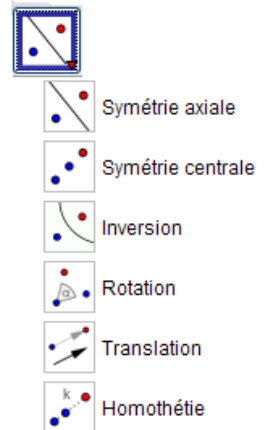 Symétrie axiale
Symétrie centrale
Inversion
α
Rotation
Translation
k
Homothétie